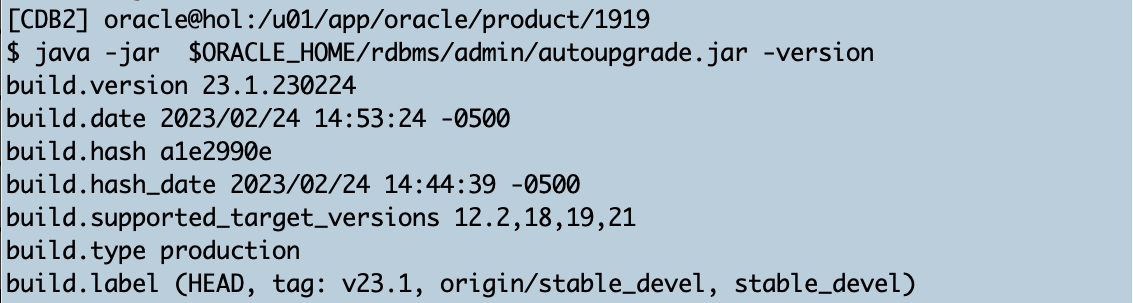 [CDB2] oracle@hol:/u01/app/oracle/product/1919
$ java -jar  $ORACLE_HOME/rdbms/admin/autoupgrade.jar -version
build.version 23.1.230224
build.date 2023/02/24 14:53:24 -0500
build.hash a1e2990e
build.hash_date 2023/02/24 14:44:39 -0500
build.supported_target_versions 12.2,18,19,21
build.type production
build.label (HEAD, tag: v23.1, origin/stable_devel, stable_devel)